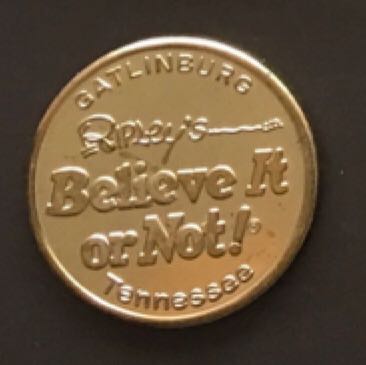 GATLINBURG
Ripley's
Believe It
or Not!®
Tennessee